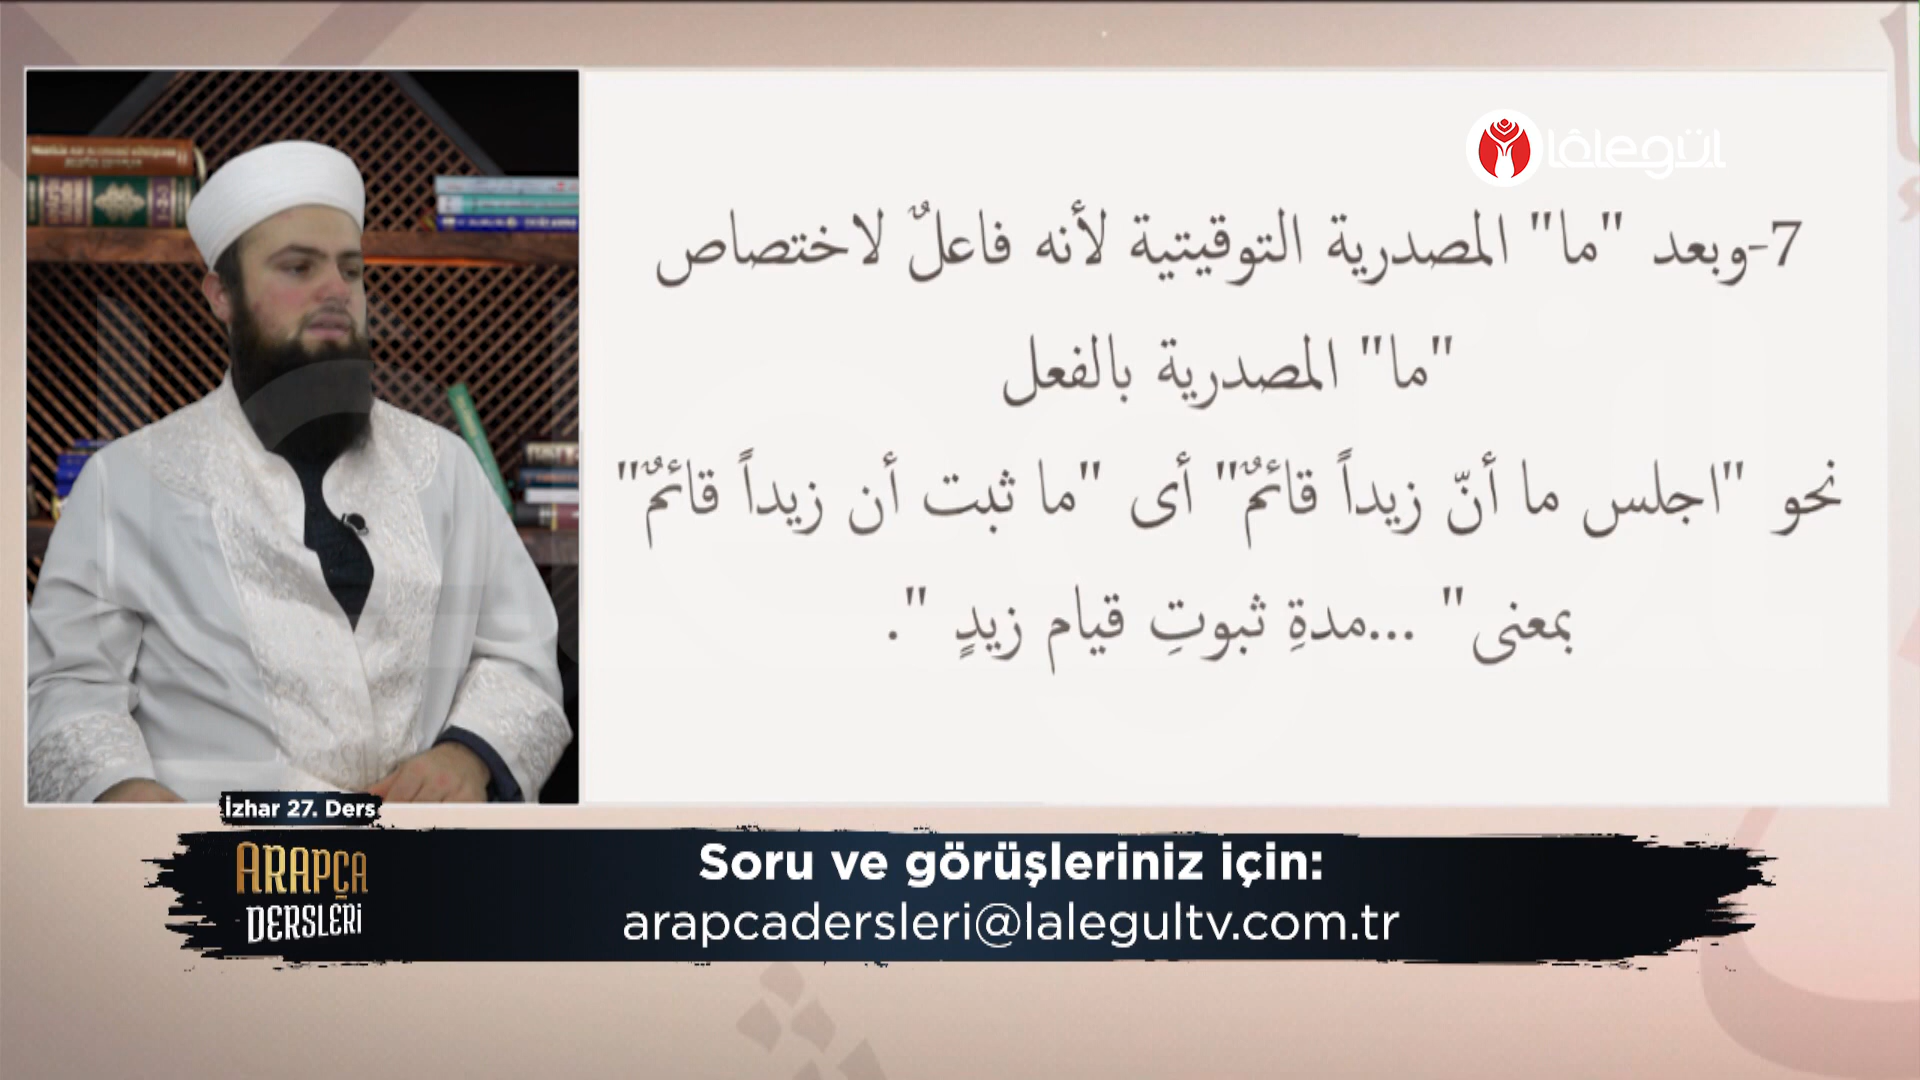 lâlegül
7-وبعد "ما" المصدرية التوقيتية لأنه فاعلٌ لاختصاص
"ما" المصدرية بالفعل
نحو "اجلس ما أنّ زيداً قائمٌ" أى "ما ثبت أن زيداً قائمٌ"
بمعنى" ...مدةِ ثبوتِ قيام زيدٍ ".
İzhar 27. Ders
ARAPÇA
DERSLERİ
Soru ve görüşleriniz için:
arapcadersleri@lalegultv.com.tr